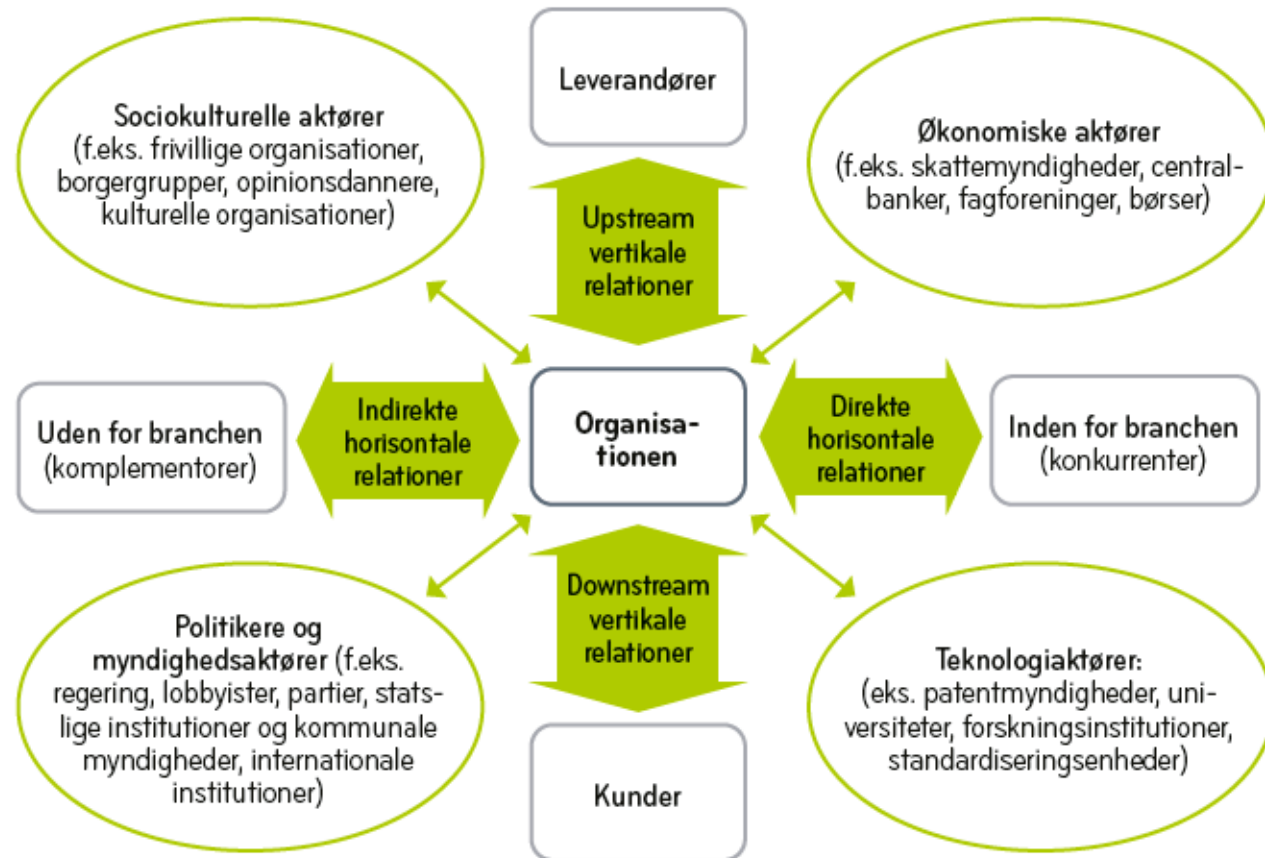 Sociokulturelle aktører
(f.eks. frivillige organisationer,
borgergrupper, opinionsdannere,
kulturelle organisationer)
Leverandører
Økonomiske aktører
(f.eks. skattemyndigheder, central-
banker, fagforeninger, børser)
Upstream
vertikale
relationer
Uden for branchen
(komplementorer)
Indirekte
horisontale
relationer
Organisa-
tionen
Direkte
horisontale
relationer
Inden for branchen
(konkurrenter)
Downstream
vertikale
relationer
Politikere og
myndighedsaktører (f.eks.
regering, lobbyister, partier, stats-
lige institutioner og kommunale
myndigheder, internationale
institutioner)
Kunder
Teknologiaktører:
(eks. patentmyndigheder, uni-
versiteter, forskningsinstitutioner,
standardiseringsenheder)